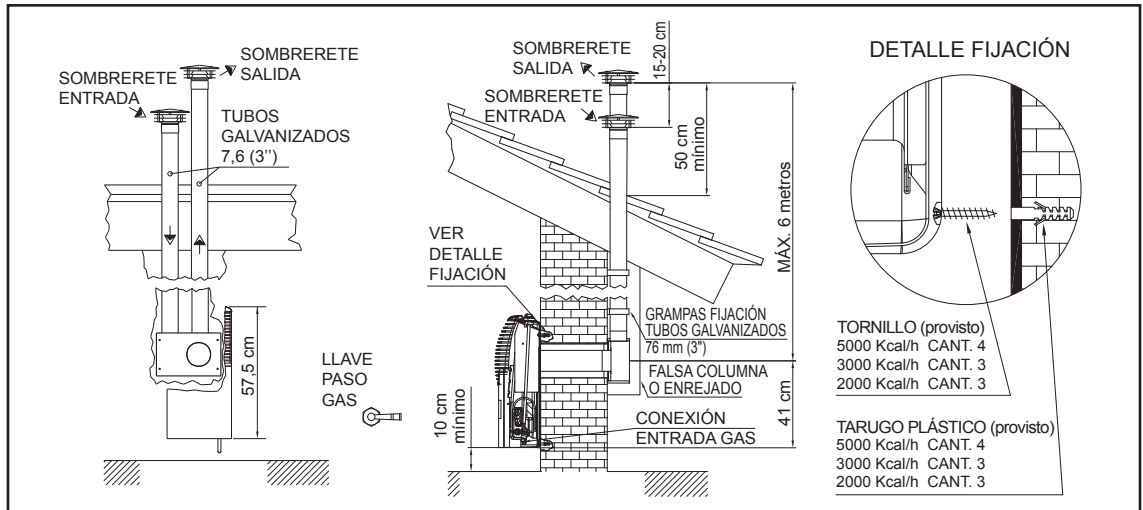 SOMBRERETE
SALIDA
SOMBRERETE
ENTRADA
TUBOS
GALVANIZADOS
7,6 (3’’)
57,5 cm
LLAVE
PASO
GAS
SOMBRERETE
SALIDA
SOMBRERETE
ENTRADA
15-20 cm
50 cm
mínimo
MÁX. 6 metros
VER
DETALLE
FIJACIÓN
GRAMPAS FIJACIÓN
TUBOS GALVANIZADOS
76 mm (3")
FALSA COLUMNA
O ENREJADO
41 cm
10 cm
mínimo
CONEXIÓN
ENTRADA GAS
DETALLE FIJACIÓN
TORNILLO (provisto)
5000 Kcal/h CANT. 4
3000 Kcal/h CANT. 3
2000 Kcal/h CANT. 3
TARUGO PLÁSTICO (provisto)
5000 Kcal/h CANT. 4
3000 Kcal/h CANT. 3
2000 Kcal/h CANT. 3